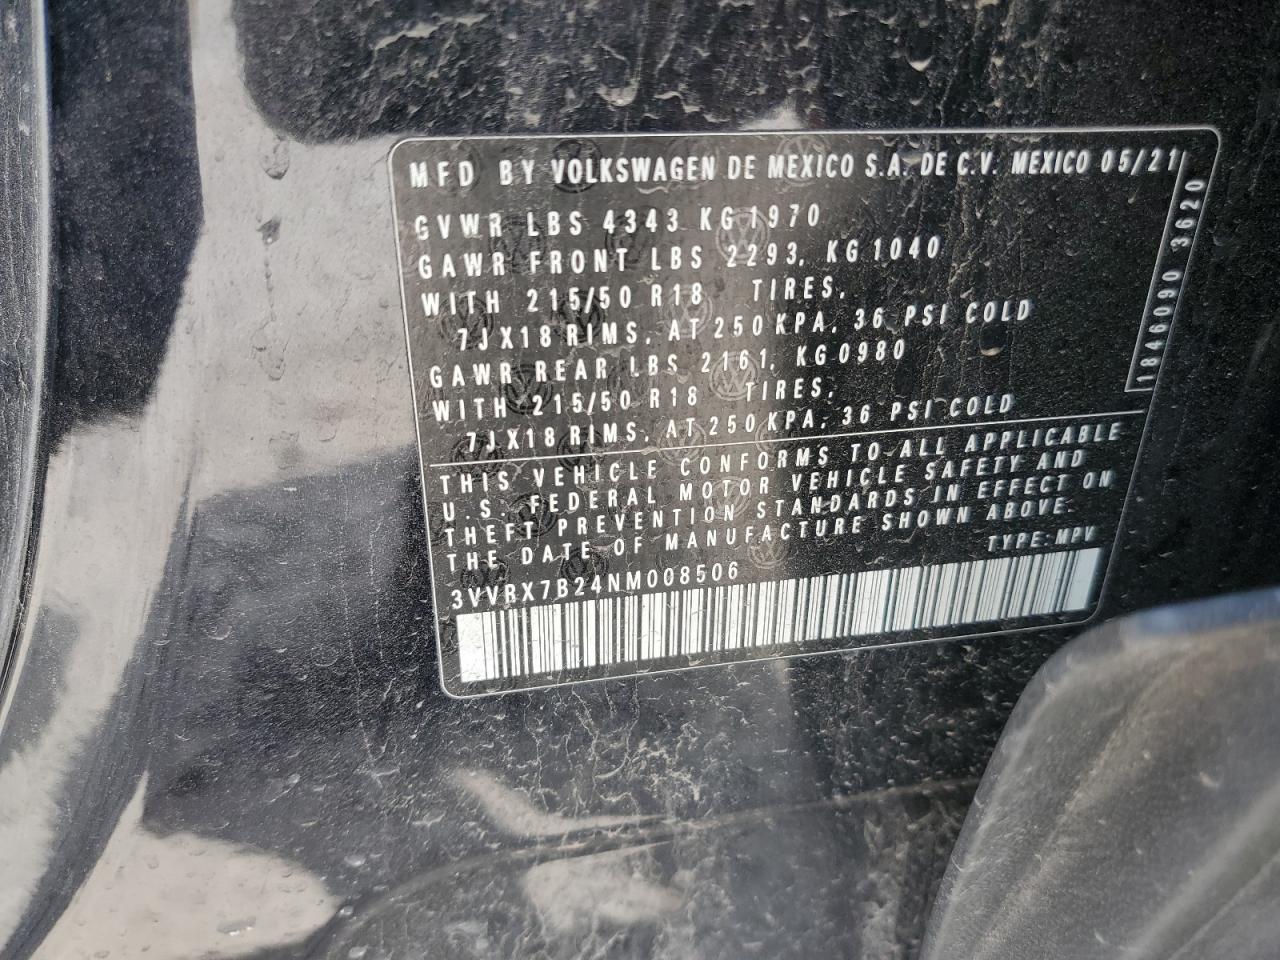 MFD BY VOLKSWAGEN DE MEXICO S.A. DE C.V. MEXICO 05/21
GVWR LBS 4343 KG 1970
GAWR FRONT LBS 2293, KG 1040
WITH 215/50 R18 TIRES,
7JX18 RIMS, AT 250 KPA, 36 PSI COLD
GAWR REAR LBS 2161, KG 0980
WITH 215/50 R18 TIRES,
7JX18 RIMS, AT 250 KPA, 36 PSI COLD
1846090 3620
THIS VEHICLE CONFORMS TO ALL APPLICABLE
U.S. FEDERAL MOTOR VEHICLE SAFETY AND
THEFT PREVENTION STANDARDS IN EFFECT ON
THE DATE OF MANUFACTURE SHOWN ABOVE.
TYPE: MPV
3VVRX7B24NM008506